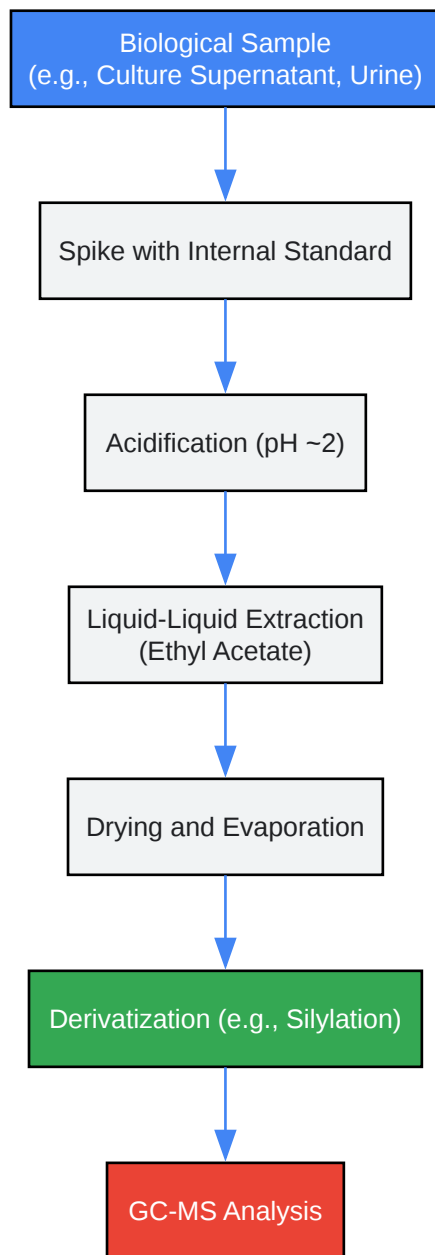 Biological Sample
(e.g., Culture Supernatant, Urine)
Spike with Internal Standard
Acidification (pH ~2)
Liquid-Liquid Extraction
(Ethyl Acetate)
Drying and Evaporation
Derivatization (e.g., Silylation)
GC-MS Analysis